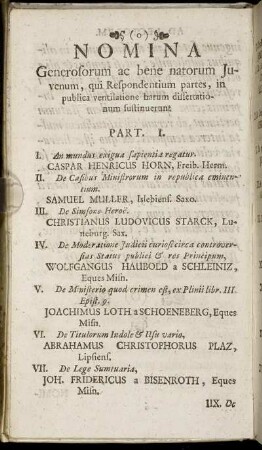 (o)
NOMINA
Generosorum ac bene natorum Ju-
venum, qui Respondentium partes, in
publica ventilatione harum dissertatio-
num sustinuerunt
PART. I.
I. An mundus exigua sapientia regatur.
CASPAR HENRICUS HORN, Freib. Herm.
II. De Casibus Ministrorum in republica eminen-
tium.
SAMUEL MULLER, Islebiens. Saxo.
III. De Simsone Heroë.
CHRISTIANUS LUDOVICUS STARCK, Lu-
neburg. Sax.
IV. De Moderatione Judicii curiosi circa controver-
sias Status publici & res Principum,
WOLFGANGUS HAUBOLD a SCHLEINIZ,
Eques Misn.
V. De Mnisterio quod crimen est, ex Plinii libr. III.
Epist. 9.
JOACHIMUS LOTH a SCHOENEBERG, Eques
Misn.
VI. De Titulorum Indole & Usu vario,
ABRAHAMUS CHRISTOPHORUS PLAZ,
Lipsiens.
VII. De Lege Sumtuaria,
JOH. FRIDERICUS a BISENROTH, Eques
Misn.
IIX. De